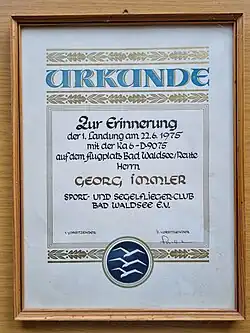 URKUNDE
Zur Erinnerung
der 1. Landung am 22.6.1975
mit der Ka 6 - D-9075
auf dem Flugplatz Bad Waldsee/Reute
Herrn
GEORG IMMLER
SPORT- UND SEGELFLIEGER-CLUB
BAD WALDSEE E.V.
1. VORSITZENDER
2. VORSITZENDER